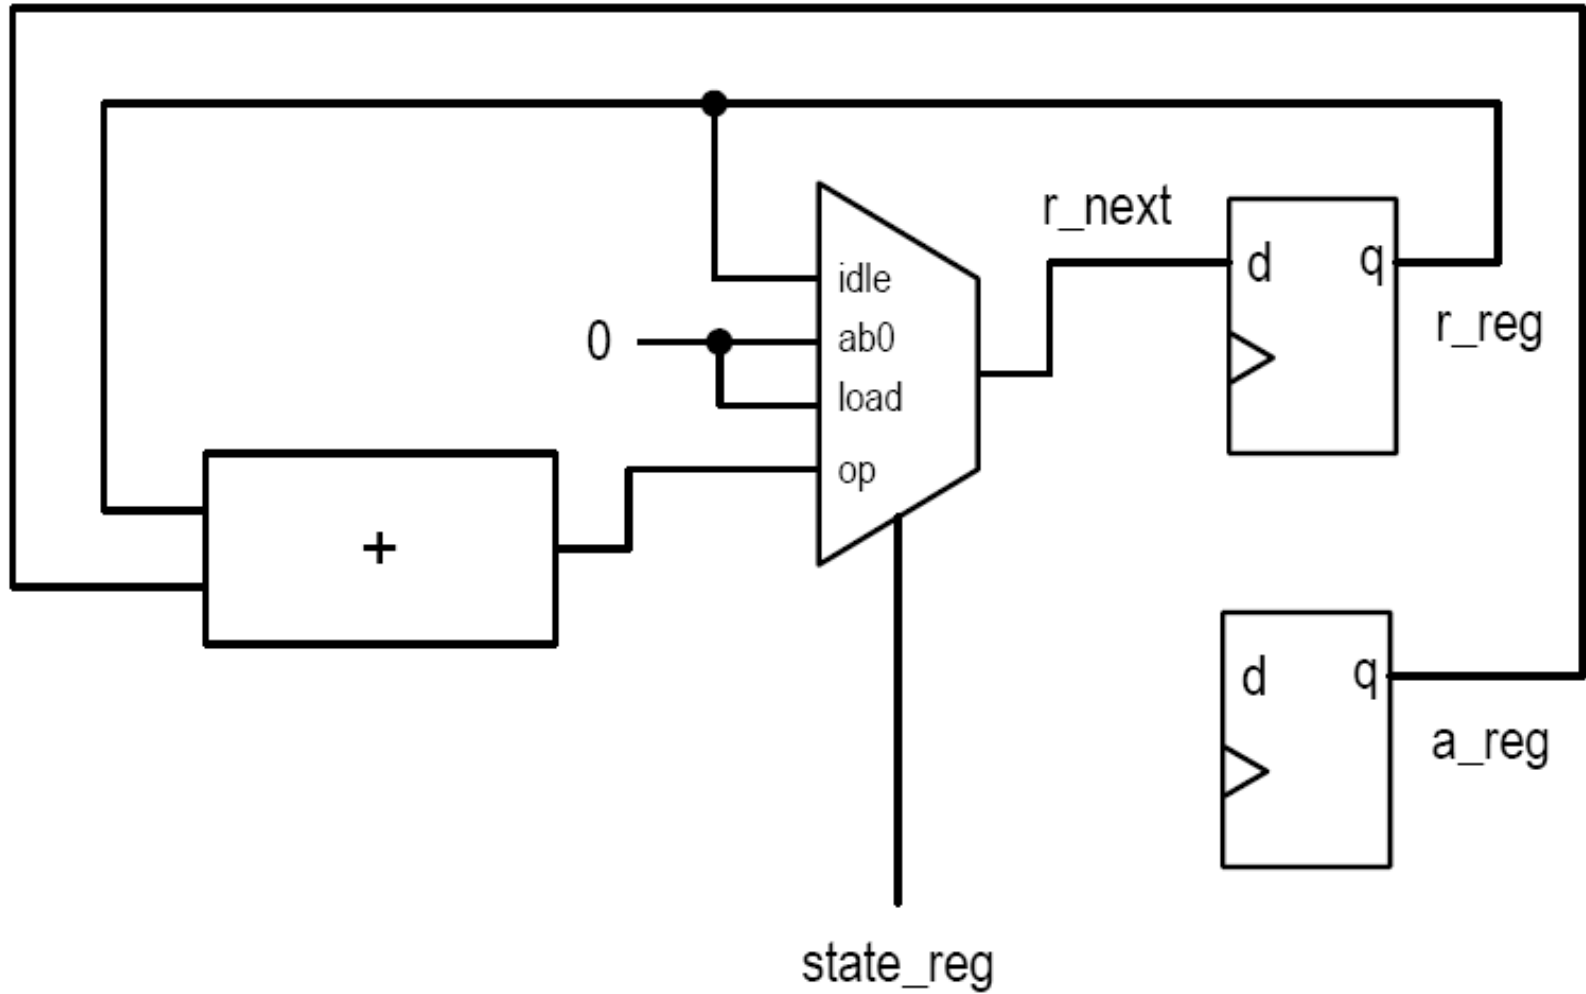 r_next
d q
idle
r_reg
0
ab0
load
op
+
d q
a_reg
state_reg